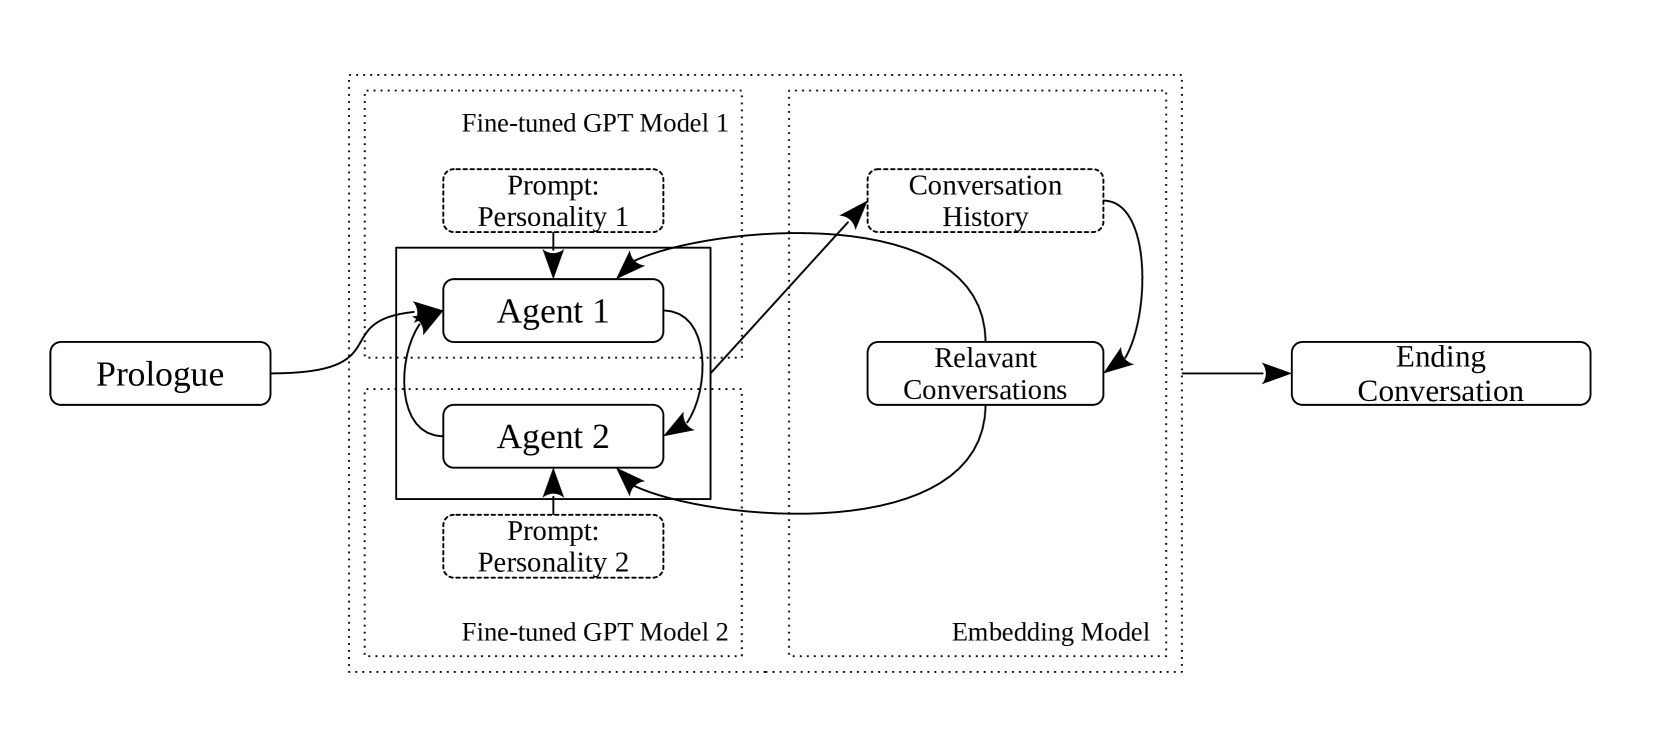 Fine-tuned GPT Model 1
Prompt:
Personality 1
Conversation
History
Agent 1
Prologue
Relavant
Conversations
Ending
Conversation
Agent 2
Prompt:
Personality 2
Fine-tuned GPT Model 2
Embedding Model